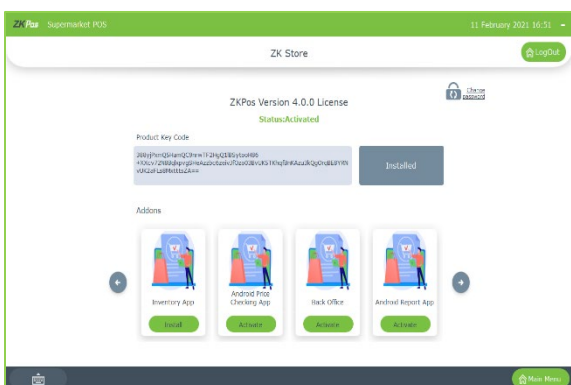 ZKPos Supermarket POS
11 February 2021 16:51
ZK Store
LogOut
Change
password
ZKPos Version 4.0.0 License
Status:Activated
Product Key Code
Installed
Addons
Inventory App
Android Price
Checking App
Back Office
Android Report App
Install
Activate
Activate
Activate
Main Menu